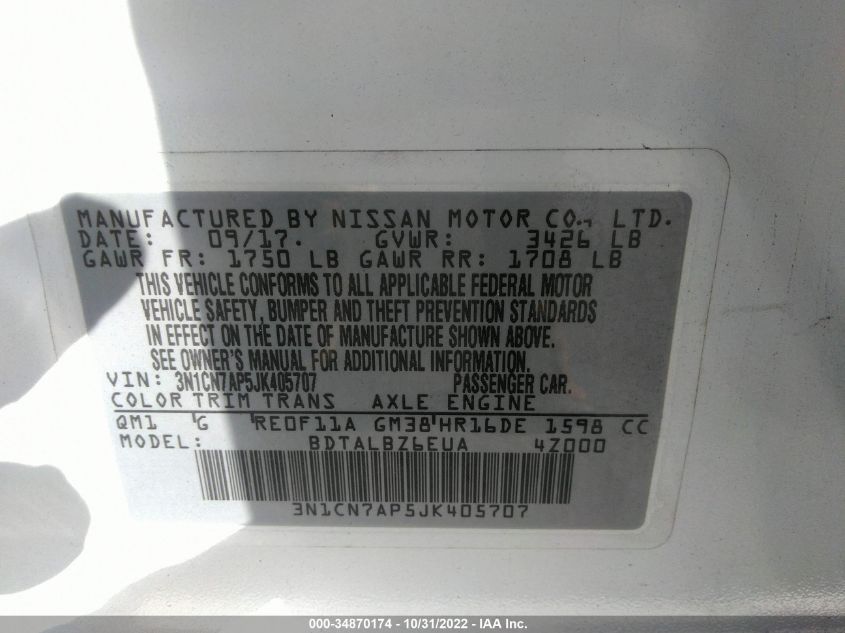 MANUFACTURED BY NISSAN MOTOR CO., LTD.
DATE: 09/17. GVWR: 3426 LB
GAWR FR: 1750 LB GAWR RR: 1708 LB
THIS VEHICLE CONFORMS TO ALL APPLICABLE FEDERAL MOTOR
VEHICLE SAFETY, BUMPER AND THEFT PREVENTION STANDARDS
IN EFFECT ON THE DATE OF MANUFACTURE SHOWN ABOVE.
SEE OWNER'S MANUAL FOR ADDITIONAL INFORMATION.
VIN: 3N1CN7AP5JK405707 PASSENGER CAR.
COLOR TRIM TRANS AXLE ENGINE
QM1 G RE0F11A GM38 HR16DE 1598 CC
MODEL: BDTALBZ6EUA 4Z000
3N1CN7AP5JK405707
000-34870174 - 10/31/2022 - IAA Inc.